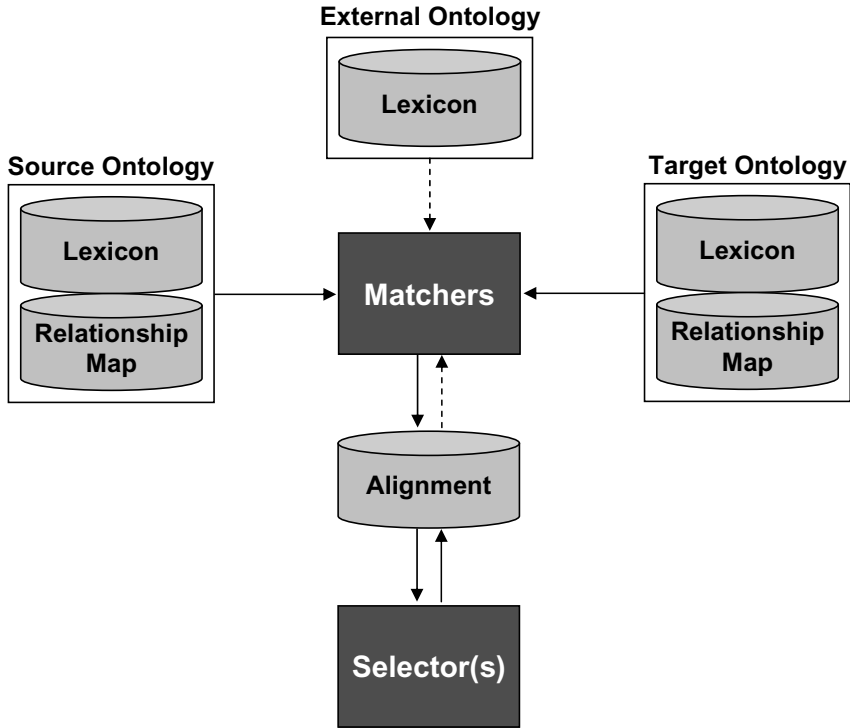 External Ontology
Lexicon
Source Ontology
Lexicon
Relationship
Map
Target Ontology
Lexicon
Relationship
Map
Matchers
Alignment
Selector(s)